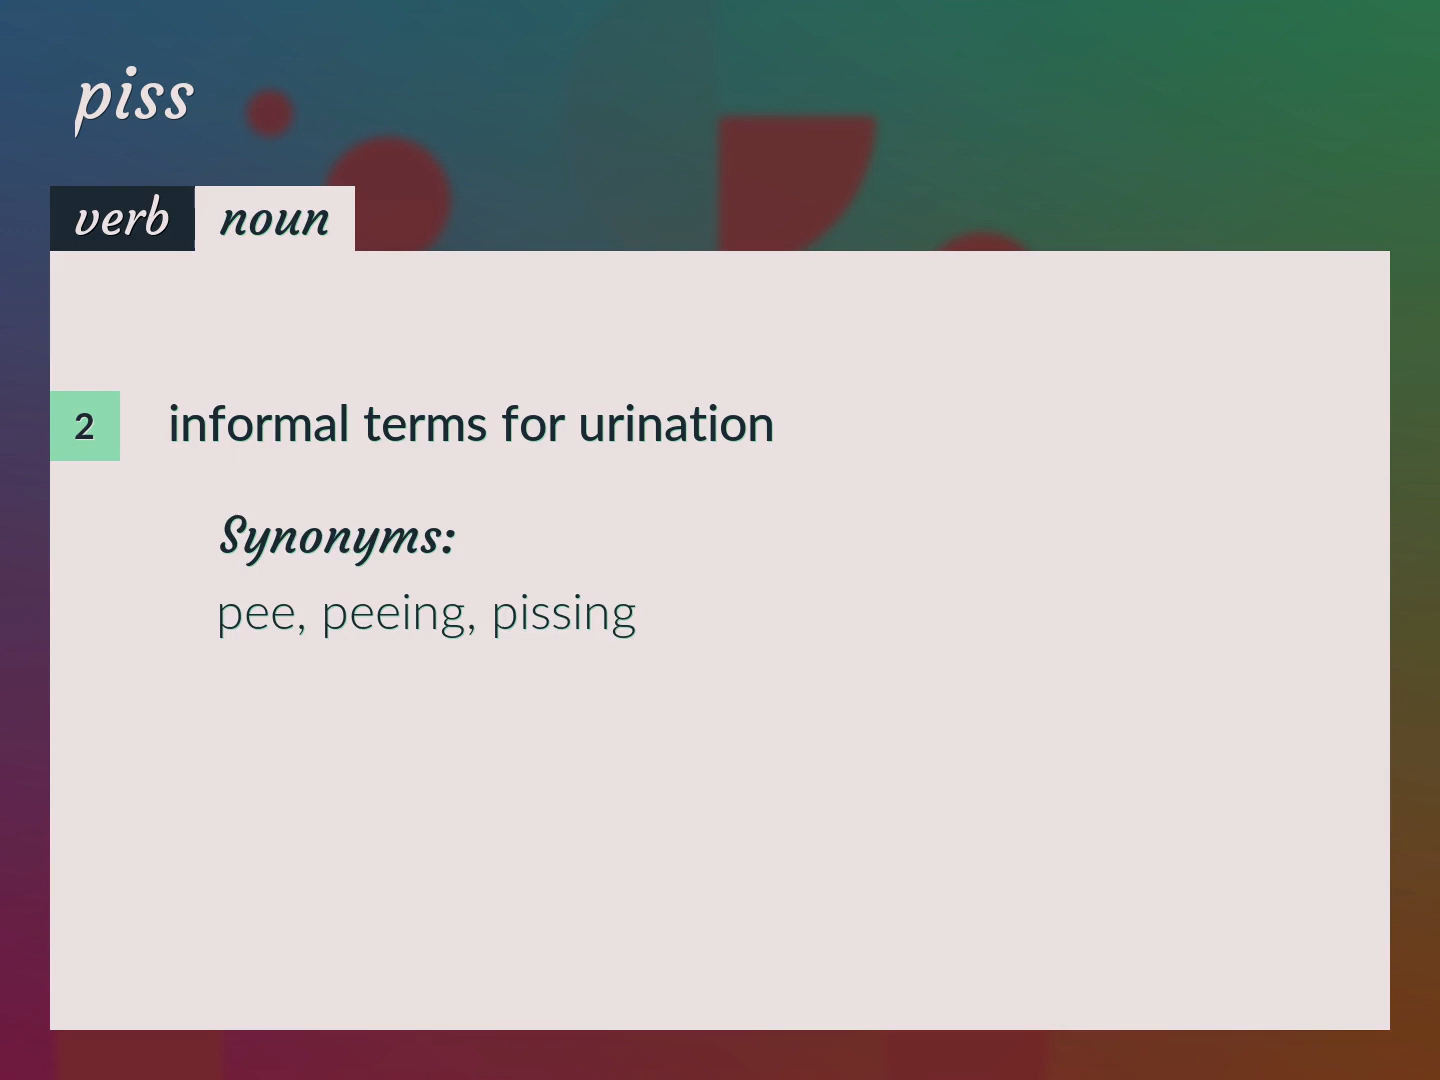 piss
verb noun
2 informal terms for urination
Synonyms:
pee, peeing, pissing